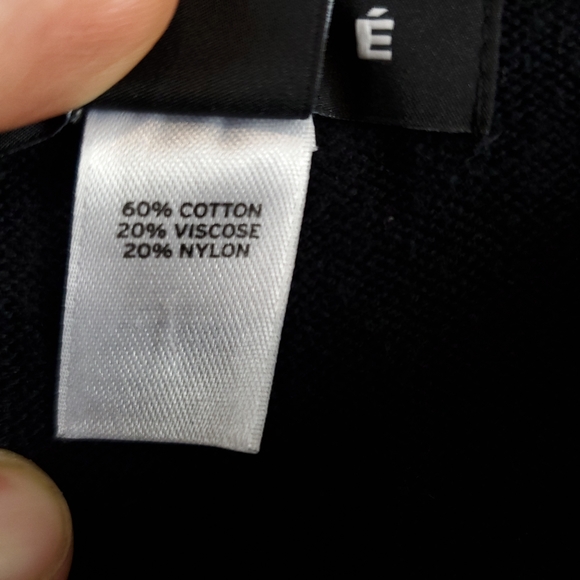 É
60% COTTON
20% VISCOSE
20% NYLON